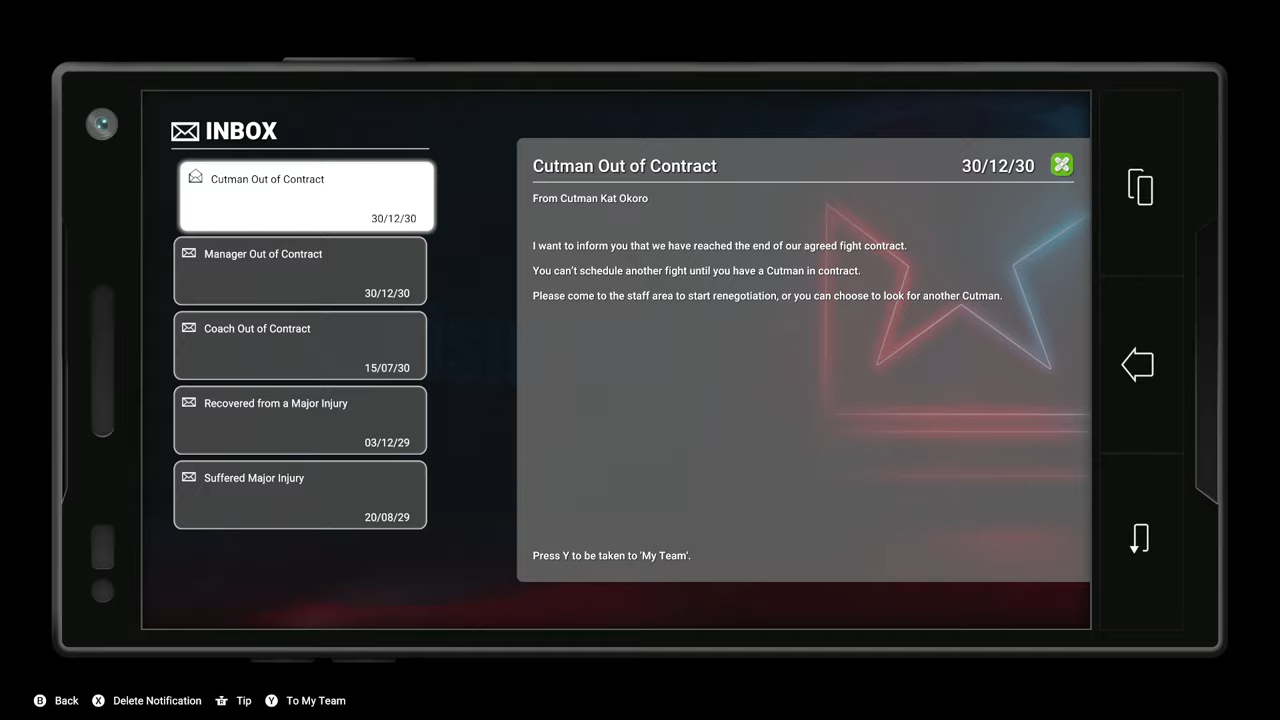 INBOX
Cutman Out of Contract
30/12/30
Manager Out of Contract
30/12/30
Coach Out of Contract
15/07/30
Recovered from a Major Injury
03/12/29
Suffered Major Injury
20/08/29
Cutman Out of Contract 30/12/30
From Cutman Kat Okoro
I want to inform you that we have reached the end of our agreed fight contract.
You can't schedule another fight until you have a Cutman in contract.
Please come to the staff area to start renegotiation, or you can choose to look for another Cutman.
Press Y to be taken to 'My Team'.
B Back X Delete Notification Tip Y To My Team